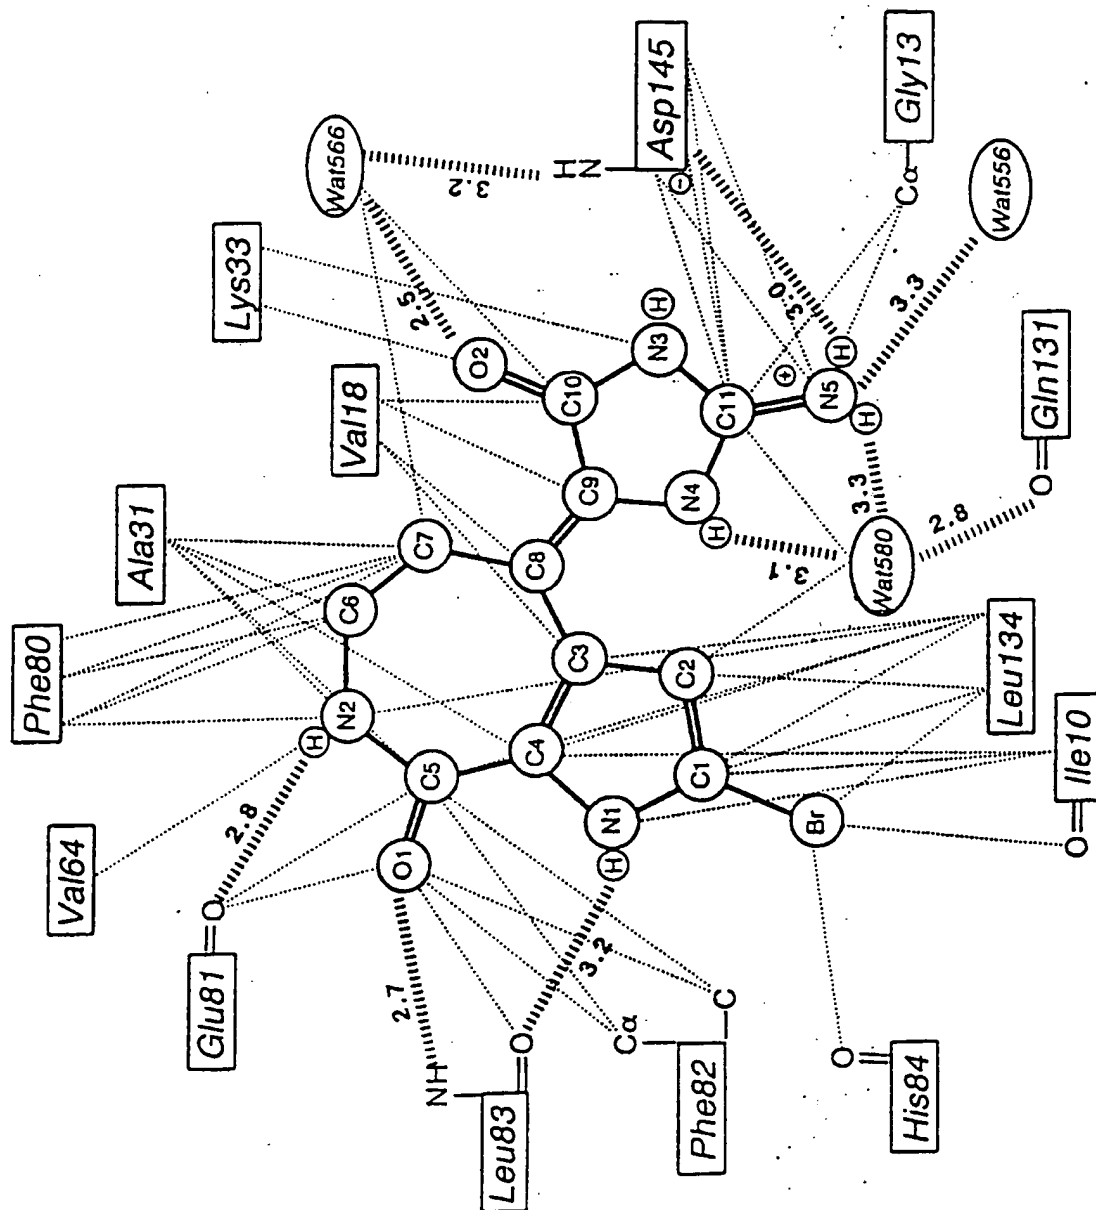 Asp145
Gly13
Wat566
3.2
NH
⊖
Cα
Wat556
Lys33
2.5
3.0
3.3
Val18
O2
C10
N3
H
C11
⊕
N5
H
H
Gln131
O
Ala31
C7
C8
C9
N4
H
3.3
2.8
3.1
Wat580
Phe80
C6
N2
H
C3
C2
Leu134
Val64
2.8
C5
C4
C1
Ile10
O
Glu81
O
O1
N1
H
Br
2.7
3.2
NH
Leu83
O
Cα
Phe82
C
His84
O